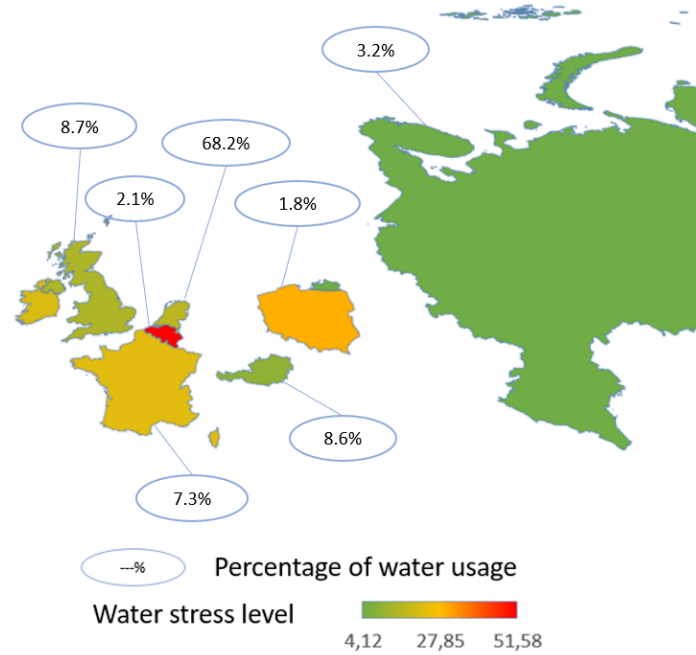 3.2%
8.7%
68.2%
2.1%
1.8%
8.6%
7.3%
---%
Percentage of water usage
Water stress level
4,12 27,85 51,58